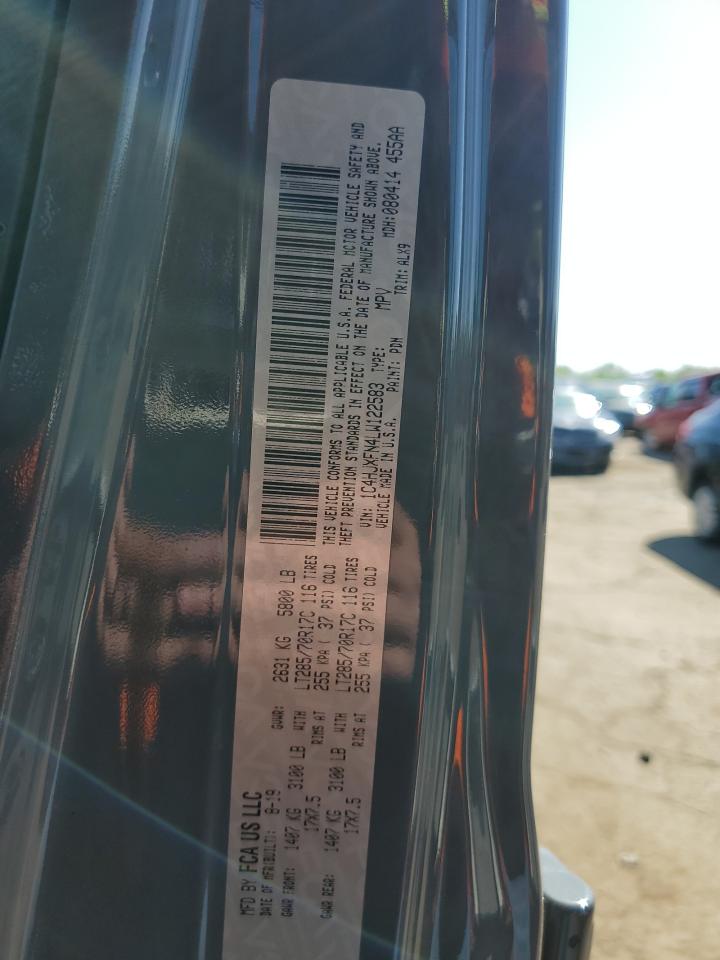 MFD BY FCA US LLC
DATE OF MFR(BUILT): 8-19 GVWR: 2631 KG 5800 LB
GAWR FRONT: 1407 KG 3100 LB WITH LT285/70R17C 116 TIRES
17X7.5 RIMS AT 255 KPA ( 37 PSI) COLD
GAWR REAR: 1407 KG 3100 LB WITH LT285/70R17C 116 TIRES
17X7.5 RIMS AT 255 KPA ( 37 PSI) COLD
THIS VEHICLE CONFORMS TO ALL APPLICABLE U.S.A. FEDERAL MOTOR VEHICLE SAFETY AND
THEFT PREVENTION STANDARDS IN EFFECT ON THE DATE OF MANUFACTURE SHOWN ABOVE.
VIN: 1C4HJXFN4LW122583 TYPE: MPV MDH:080414 455AA
VEHICLE MADE IN U.S.A. PAINT: PDN TRIM: ALX9